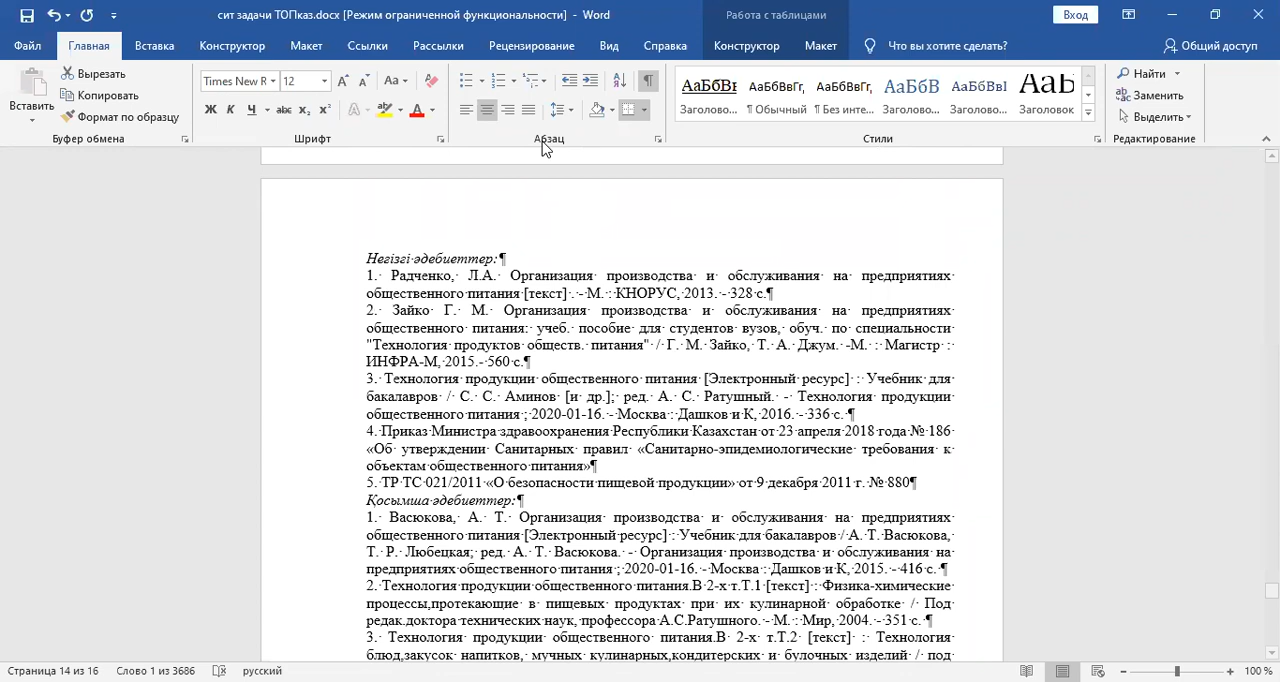 сит задачи ТОПказ.docx [Режим ограниченной функциональности] - Word
Работа с таблицами
Вход
Файл Главная Вставка Конструктор Макет Ссылки Рассылки Рецензирование Вид Справка Конструктор Макет Что вы хотите сделать? Общий доступ
Вставить
Вырезать
Копировать
Формат по образцу
Буфер обмена
Times New R 12
Ж К Ч abc x₂ x²
Шрифт
Абзац
АаБбВі АаБбВвГг, АаБбВвГг, АаБбВ АаБбВвІ АаЬ
Заголово... ¶ Обычный ¶ Без инте... Заголово... Заголово... Заголовок
Стили
Найти
Заменить
Выделить
Редактирование
Негізгі әдебиеттер:¶
1. Радченко, Л.А. Организация производства и обслуживания на предприятиях
общественного питания [текст] . - М. : КНОРУС, 2013. - 328 с.¶
2. Зайко Г. М. Организация производства и обслуживания на предприятиях
общественного питания: учеб. пособие для студентов вузов, обуч. по специальности
"Технология продуктов обществ. питания" / Г. М. Зайко, Т. А. Джум. -М. : Магистр :
ИНФРА-М, 2015.- 560 с.¶
3. Технология продукции общественного питания [Электронный ресурс] : Учебник для
бакалавров / С. С. Аминов [и др.]; ред. А. С. Ратушный. - Технология продукции
общественного питания ; 2020-01-16. - Москва : Дашков и К, 2016. - 336 с. ¶
4. Приказ Министра здравоохранения Республики Казахстан от 23 апреля 2018 года № 186
«Об утверждении Санитарных правил «Санитарно-эпидемиологические требования к
объектам общественного питания»¶
5. ТР ТС 021/2011 «О безопасности пищевой продукции» от 9 декабря 2011 г. № 880¶
Қосымша әдебиеттер:¶
1. Васюкова, А. Т. Организация производства и обслуживания на предприятиях
общественного питания [Электронный ресурс] : Учебник для бакалавров / А. Т. Васюкова,
Т. Р. Любецкая; ред. А. Т. Васюкова. - Организация производства и обслуживания на
предприятиях общественного питания ; 2020-01-16. - Москва : Дашков и К, 2015. - 416 с. ¶
2. Технология продукции общественного питания.В 2-х т.Т.1 [текст] : Физика-химические
процессы,протекающие в пищевых продуктах при их кулинарной обработке / Под
редак.доктора технических наук, профессора А.С.Ратушного. - М. : Мир, 2004. - 351 с. ¶
3. Технология продукции общественного питания.В 2-х т.Т.2 [текст] : Технология
блюд,закусок напитков, мучных кулинарных,кондитерских и булочных изделий / под
Страница 14 из 16 Слово 1 из 3686 русский 100 %